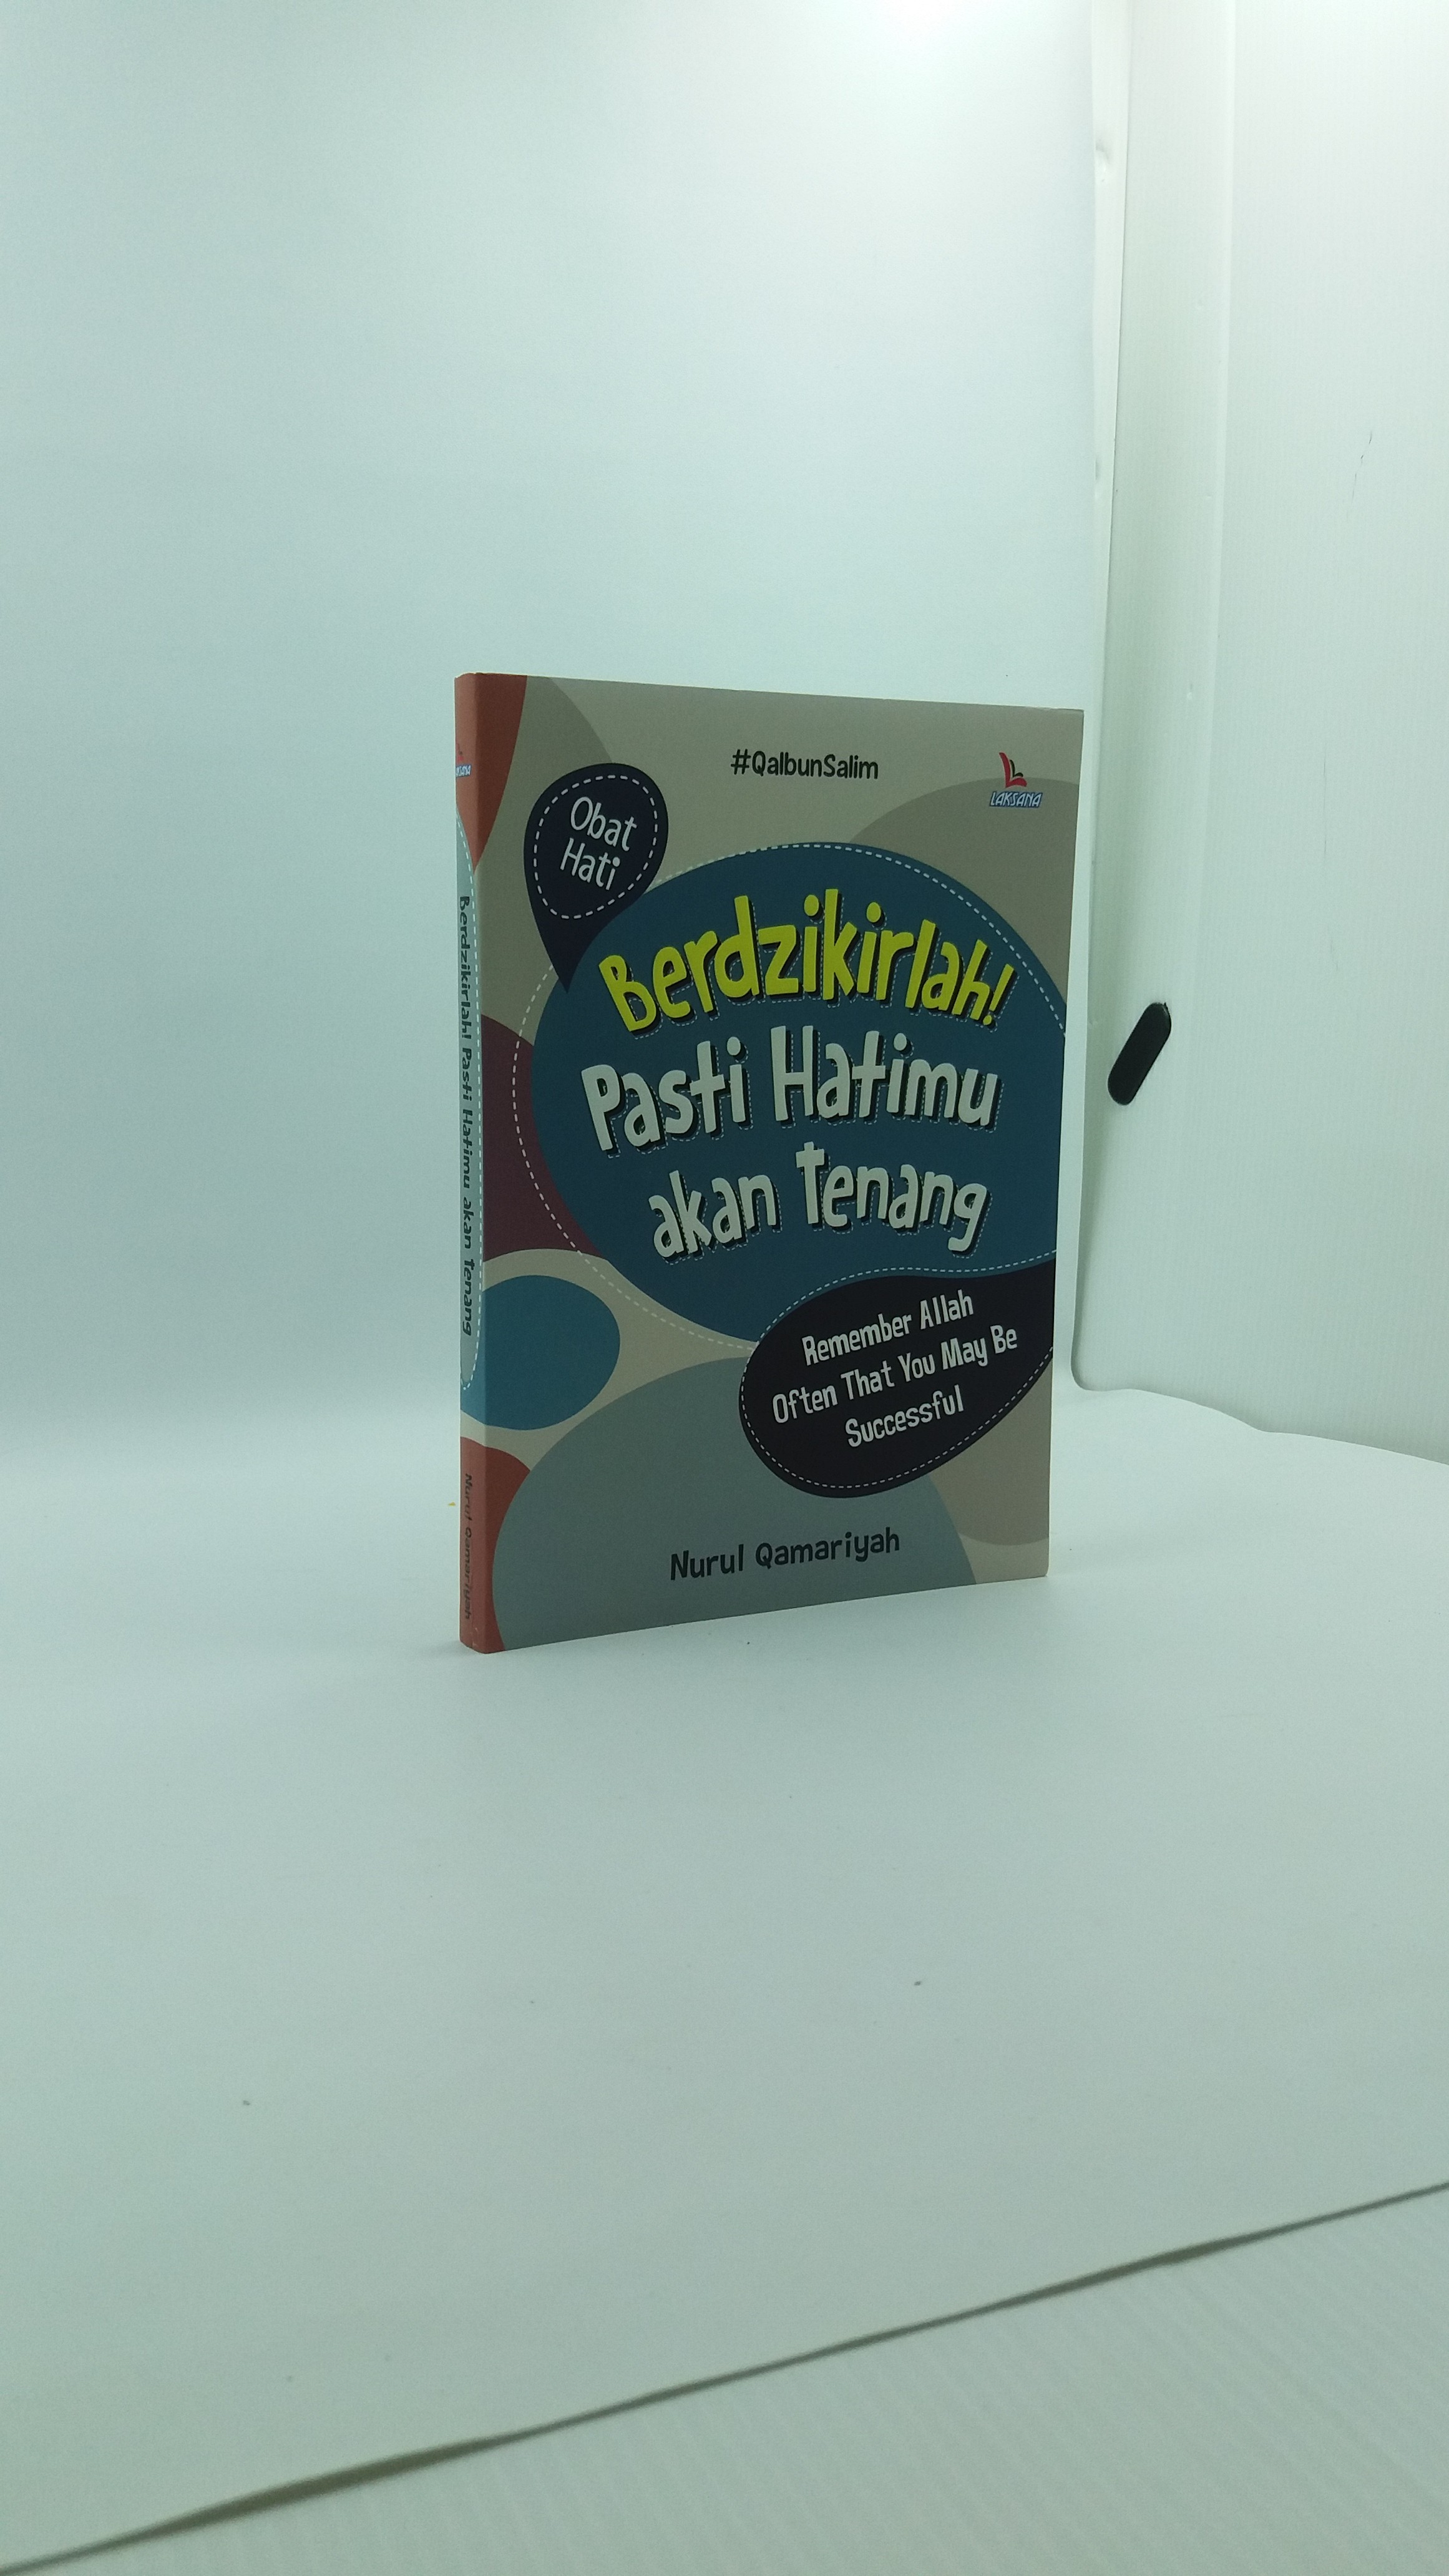 #QalbunSalim
LAKSANA
Obat
Hati
Berdzikirlah!
Pasti Hatimu
akan Tenang
Remember Allah
Often That You May Be
Successful
Nurul Qamariyah
LAKSANA
Berdzikirlah! Pasti Hatimu akan Tenang
Nurul Qamariyah